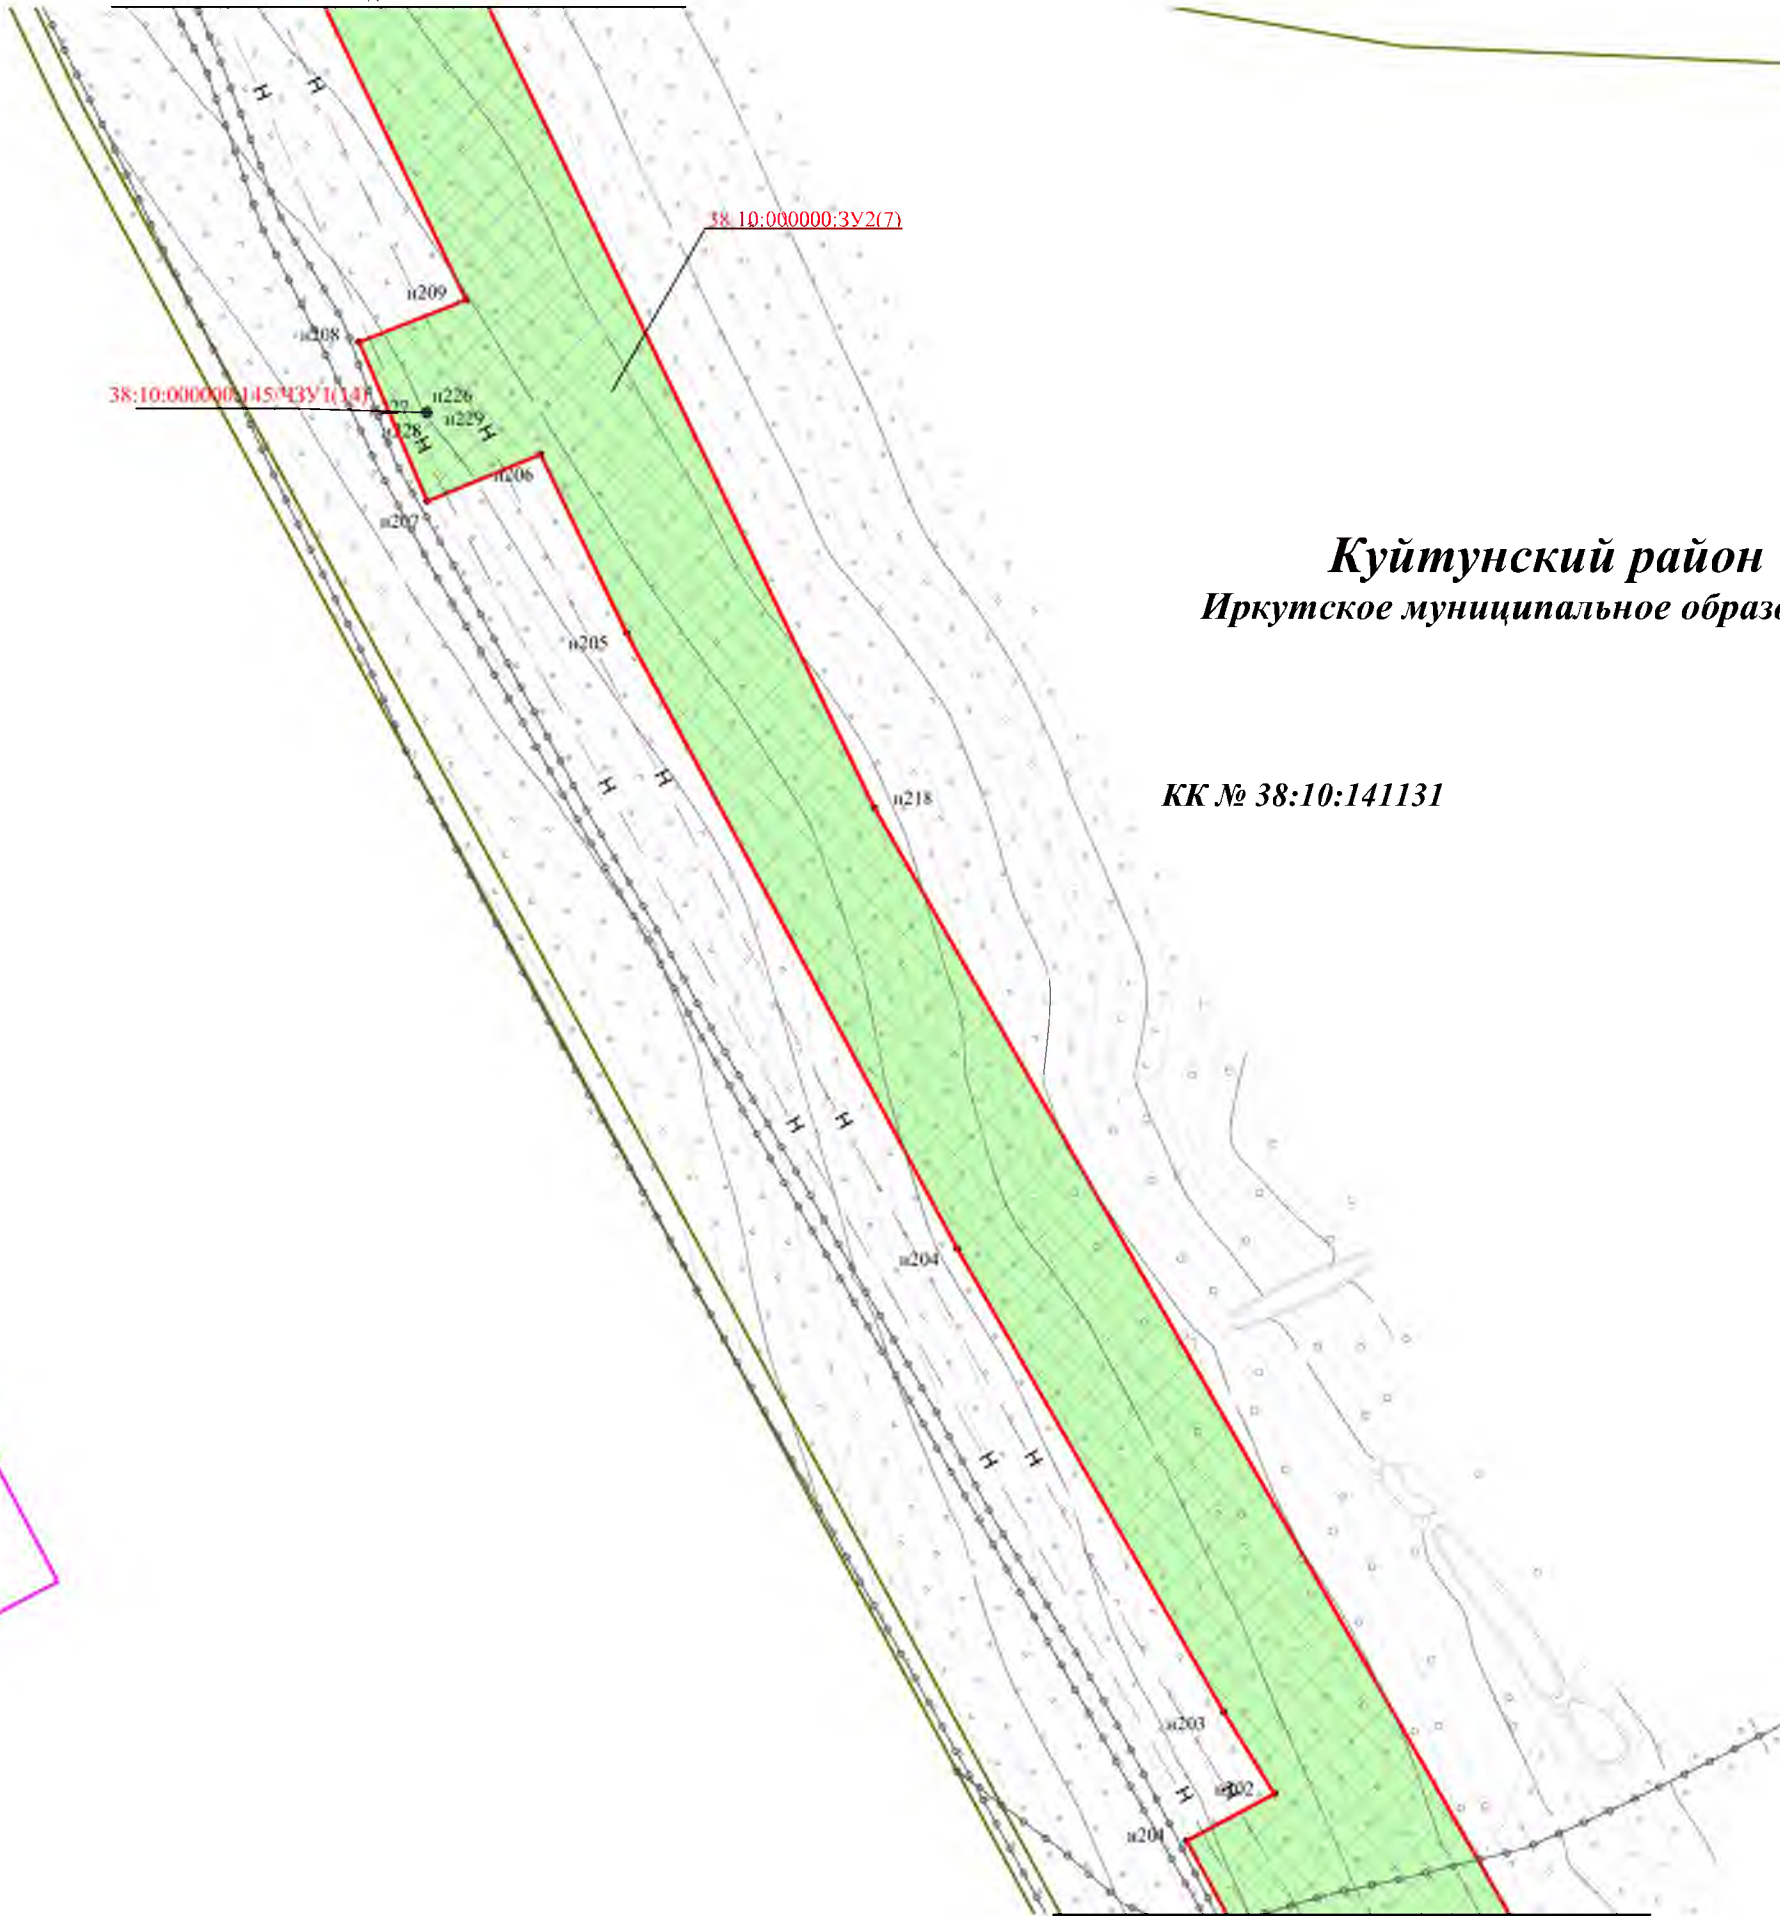 38:10:000000:ЗУ2(7)
н209
н208
38:10:000000:145/ЧЗУ1(14)
н226
н229
н228
н206
н207
Куйтунский район
Иркутское муниципальное образо
н205
н218
КК № 38:10:141131
н204
н203
н202
н201
Н
Н
Н
Н
Н
Н
Н
Н
Н
Н
Н